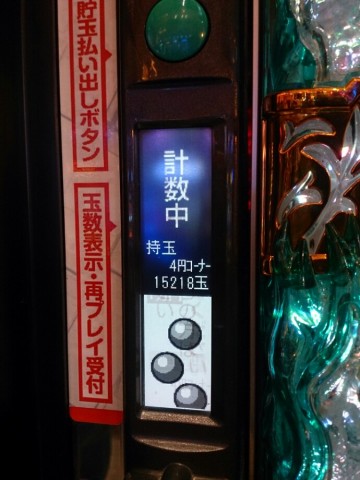 貯玉払い出しボタン
玉数表示・再プレイ受付
計数中
持玉
4円コーナー
15218玉